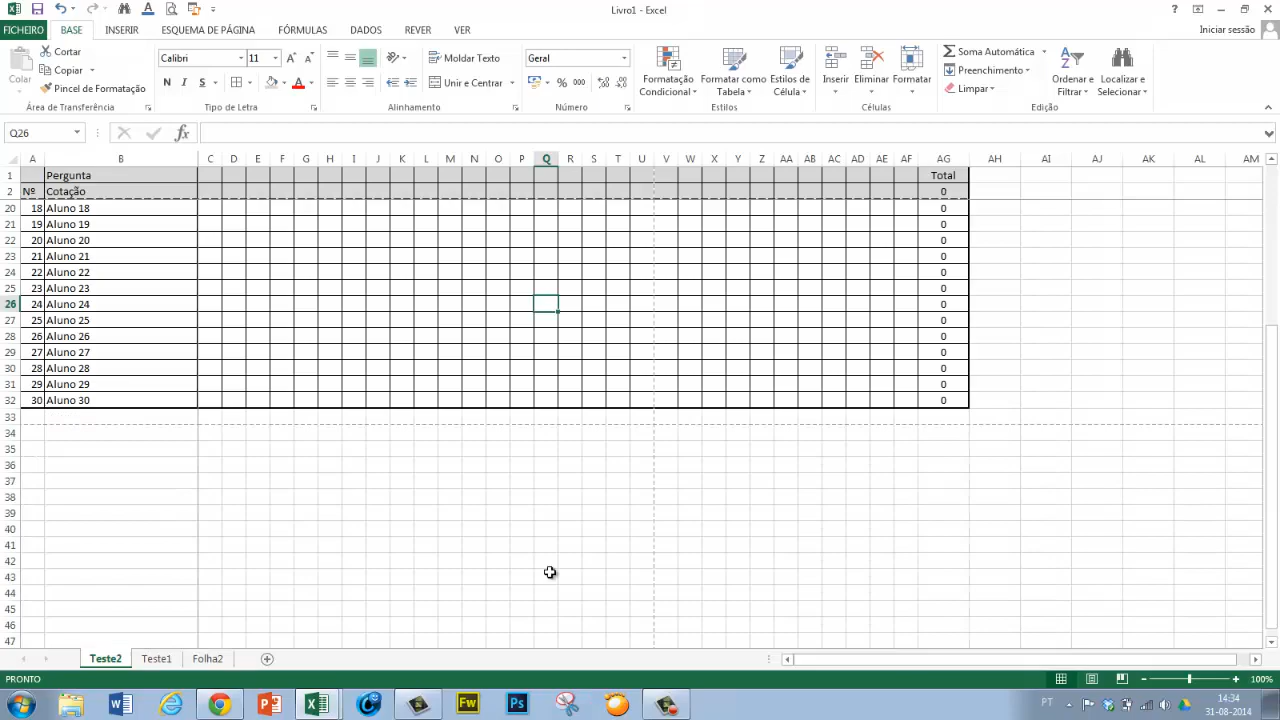 Livro1 - Excel
FICHEIRO BASE INSERIR ESQUEMA DE PÁGINA FÓRMULAS DADOS REVER VER Iniciar sessão
Colar
Cortar
Copiar
Pincel de Formatação
Área de Transferência
Calibri 11
N I S
Tipo de Letra
Moldar Texto
Unir e Centrar
Alinhamento
Geral
% 000
Número
Formatação Condicional
Formatar como Tabela
Estilos de Célula
Estilos
Inserir Eliminar Formatar
Células
Soma Automática
Preenchimento
Limpar
Ordenar e Filtrar
Localizar e Selecionar
Edição
Q26 fx
A B C D E F G H I J K L M N O P Q R S T U V W X Y Z AA AB AC AD AE AF AG AH AI AJ AK AL AM
1 Pergunta Total
2 Nº Cotação 0
20 18 Aluno 18 0
21 19 Aluno 19 0
22 20 Aluno 20 0
23 21 Aluno 21 0
24 22 Aluno 22 0
25 23 Aluno 23 0
26 24 Aluno 24 0
27 25 Aluno 25 0
28 26 Aluno 26 0
29 27 Aluno 27 0
30 28 Aluno 28 0
31 29 Aluno 29 0
32 30 Aluno 30 0
33
34
35
36
37
38
39
40
41
42
43
44
45
46
47
Teste2 Teste1 Folha2
PRONTO 100%
PT 14:34
31-08-2014